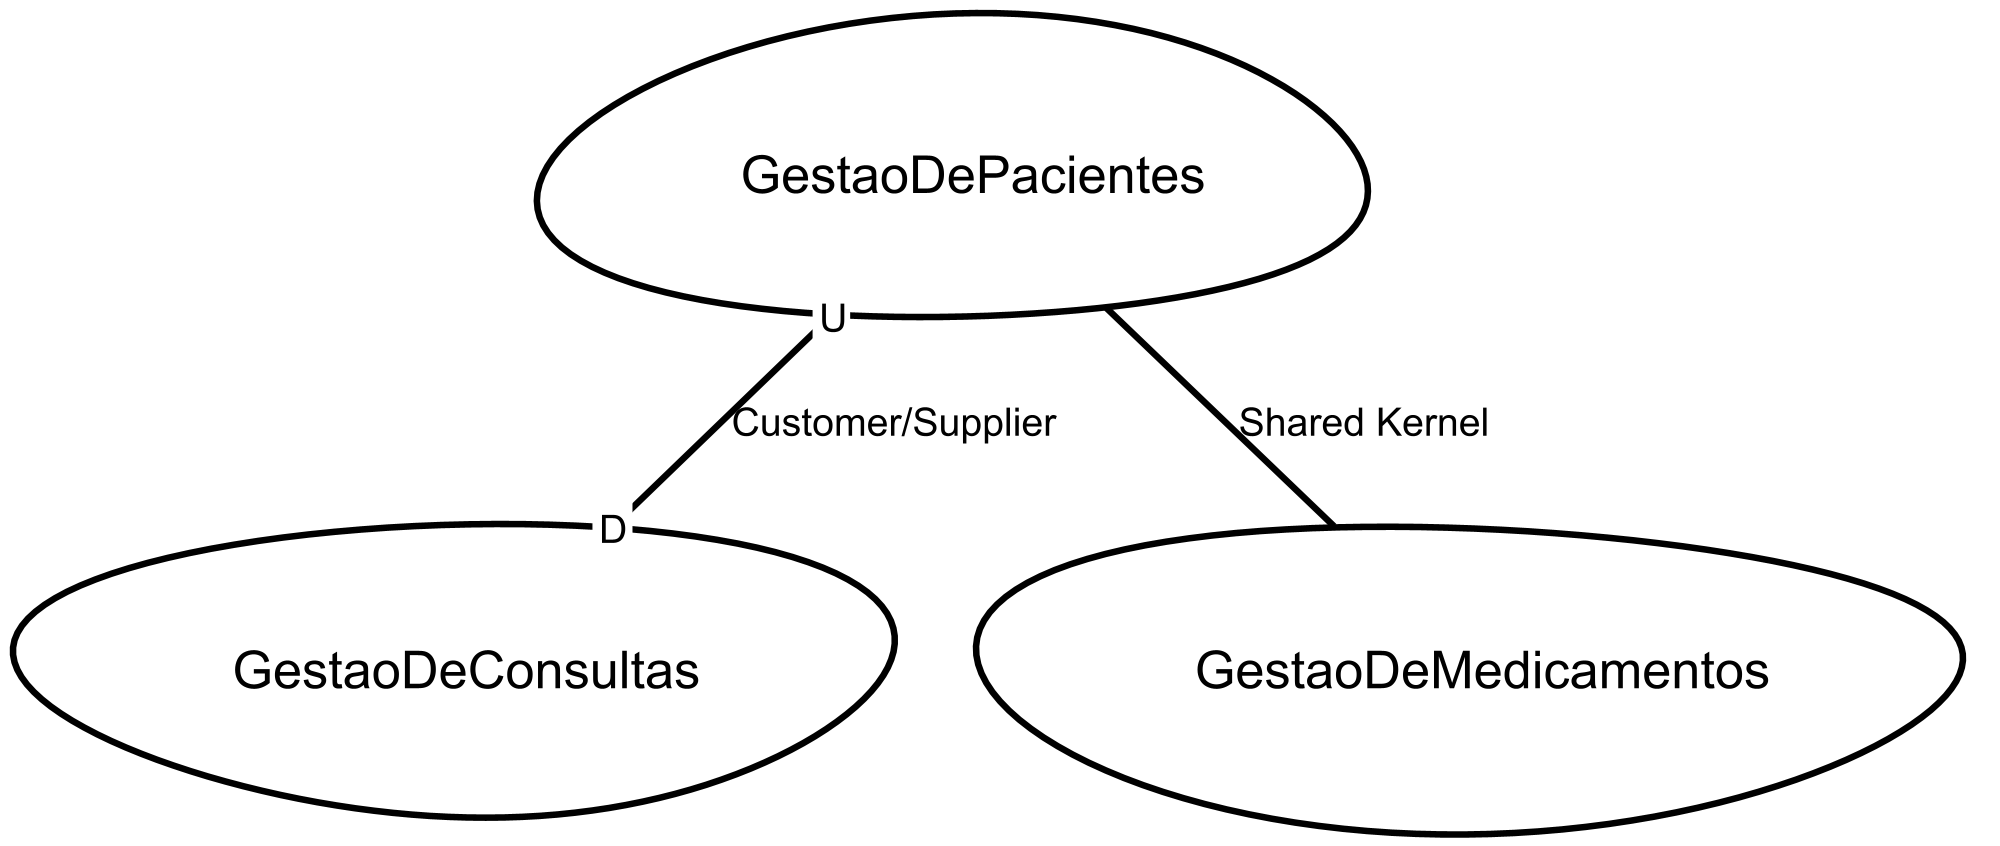 GestaoDePacientes
U
Customer/Supplier
Shared Kernel
D
GestaoDeConsultas
GestaoDeMedicamentos